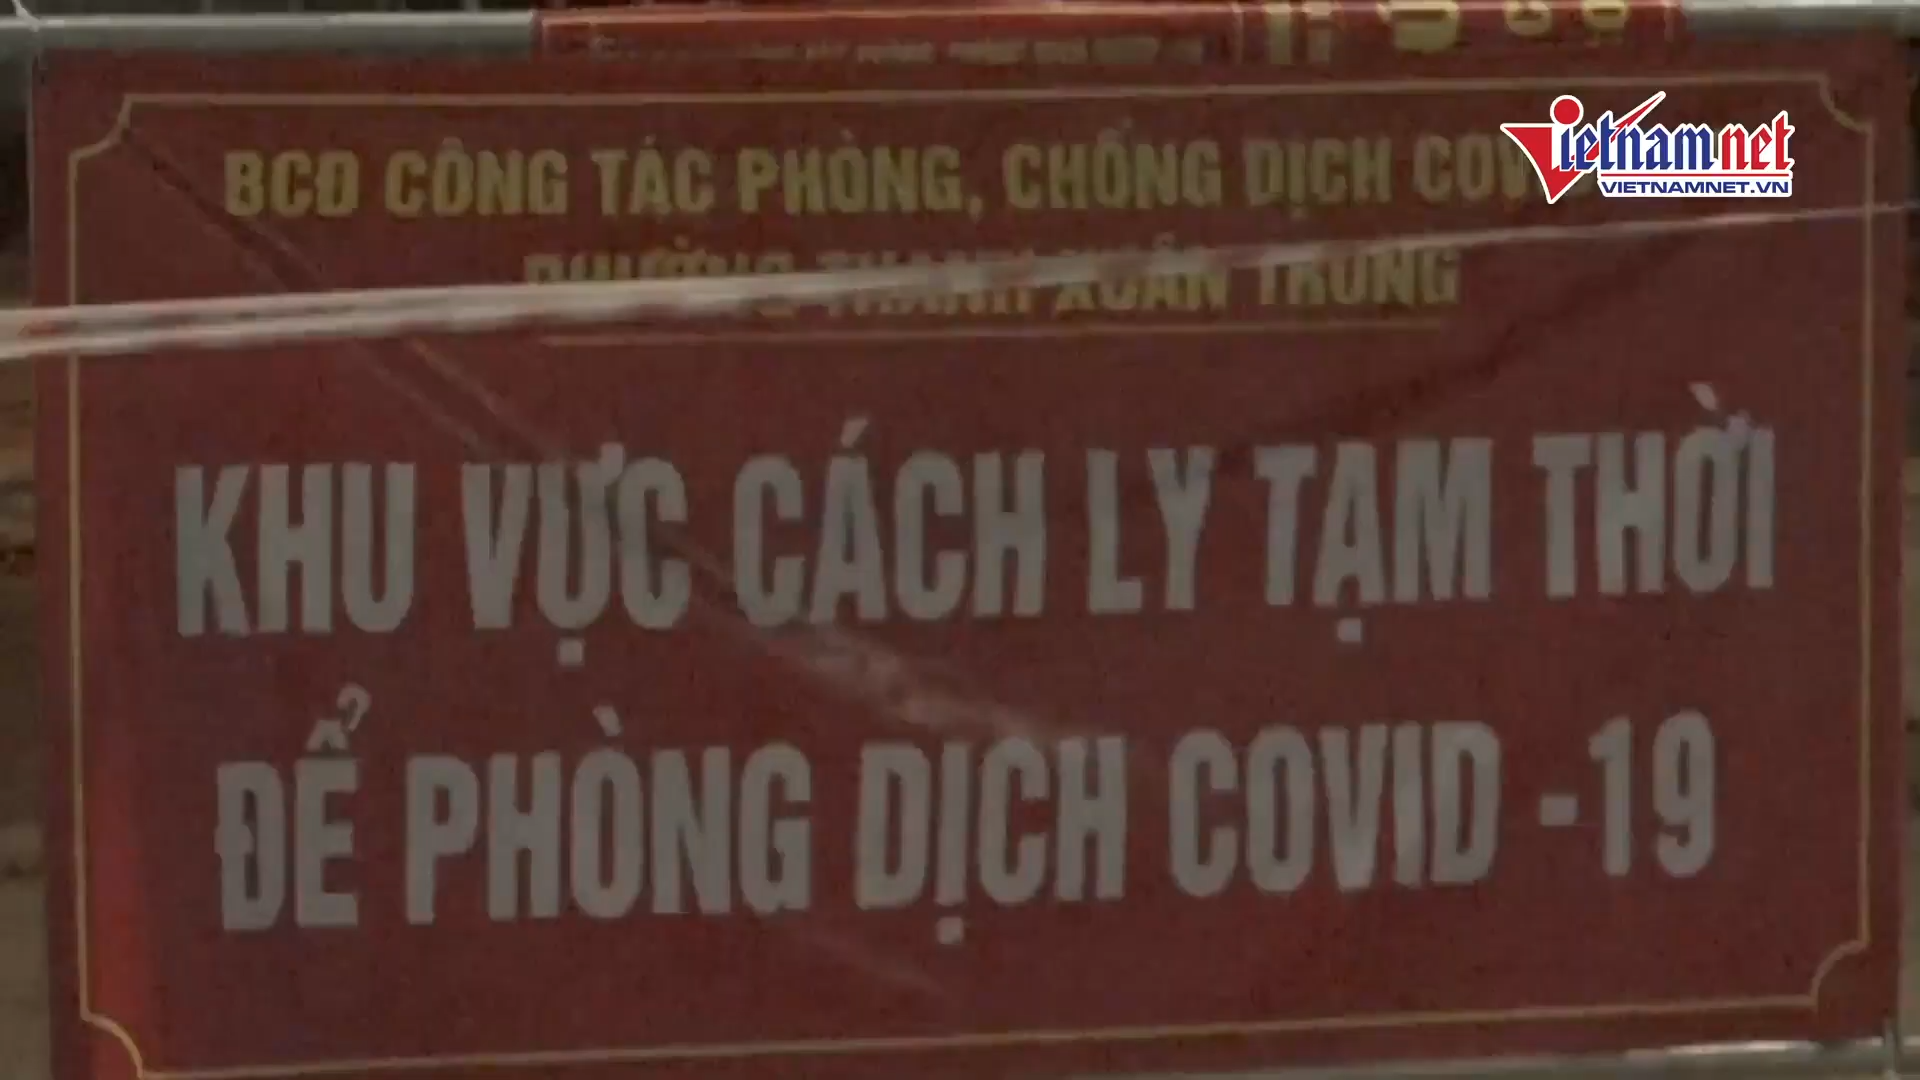 Vietnamnet
VIETNAMNET.VN
BCĐ CÔNG TÁC PHÒNG, CHỐNG DỊCH
PHƯỜNG THANH XUÂN TRUNG
KHU VỰC CÁCH LY TẠM THỜI
ĐỂ PHÒNG DỊCH COVID -19